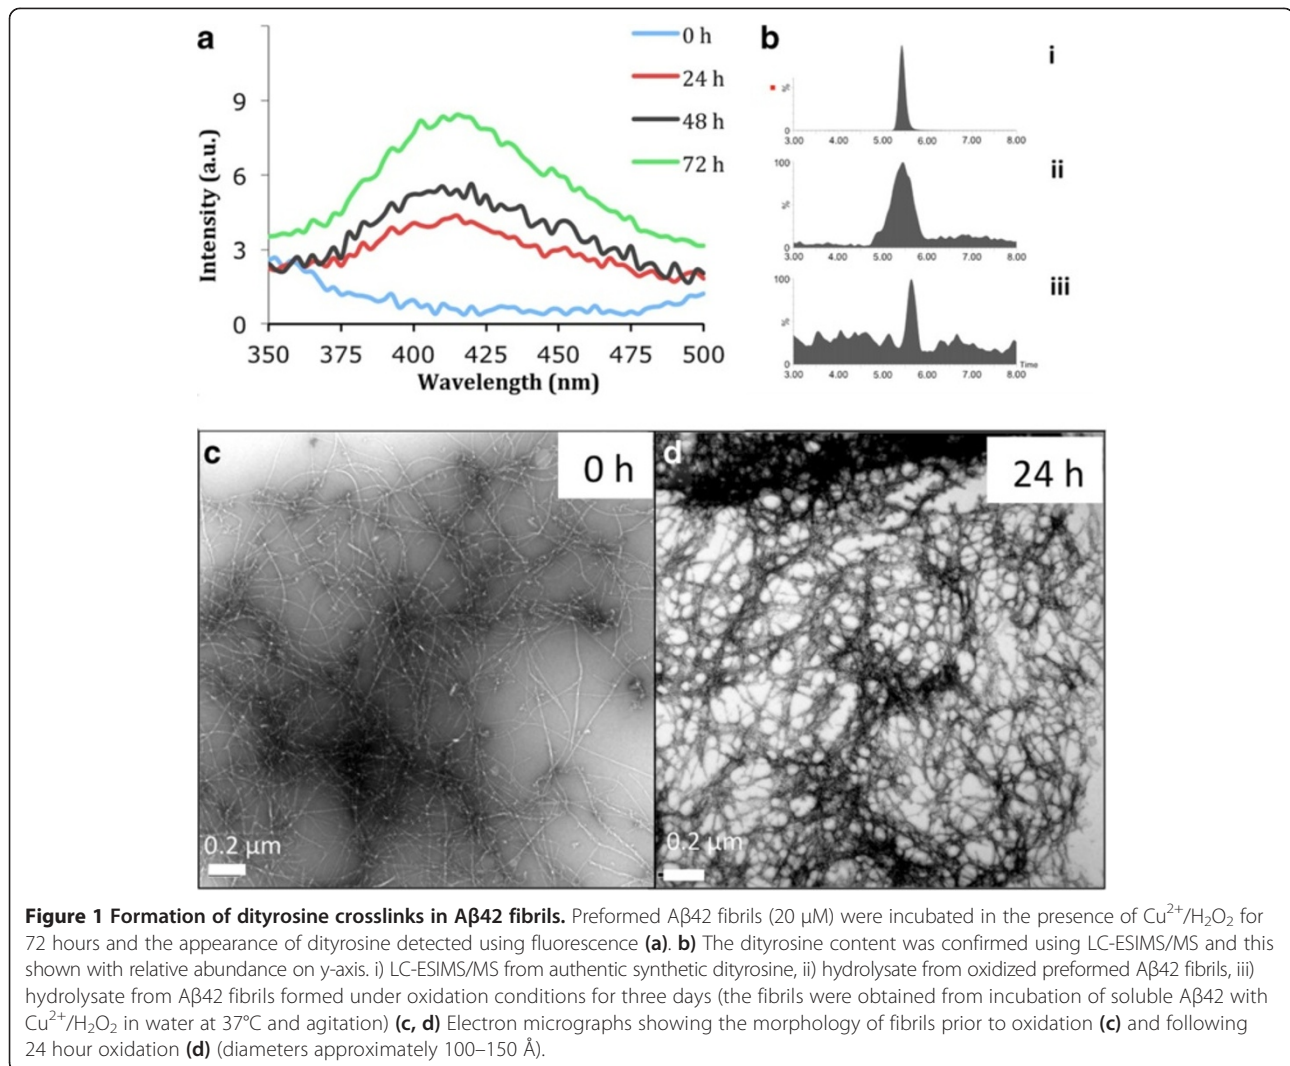 a
0 h
24 h
48 h
72 h
9
6
3
0
Intensity (a.u.)
350 375 400 425 450 475 500
Wavelength (nm)
b
i
%
0
3.00 4.00 5.00 6.00 7.00 8.00
ii
100
%
0
3.00 4.00 5.00 6.00 7.00 8.00
iii
100
%
0
Time
3.00 4.00 5.00 6.00 7.00 8.00
c
0 h
0.2 µm
d
24 h
0.2 µm
Figure 1 Formation of dityrosine crosslinks in Aβ42 fibrils. Preformed Aβ42 fibrils (20 μM) were incubated in the presence of Cu²⁺/H₂O₂ for
72 hours and the appearance of dityrosine detected using fluorescence (a). b) The dityrosine content was confirmed using LC-ESIMS/MS and this
shown with relative abundance on y-axis. i) LC-ESIMS/MS from authentic synthetic dityrosine, ii) hydrolysate from oxidized preformed Aβ42 fibrils, iii)
hydrolysate from Aβ42 fibrils formed under oxidation conditions for three days (the fibrils were obtained from incubation of soluble Aβ42 with
Cu²⁺/H₂O₂ in water at 37°C and agitation) (c, d) Electron micrographs showing the morphology of fibrils prior to oxidation (c) and following
24 hour oxidation (d) (diameters approximately 100–150 Å).